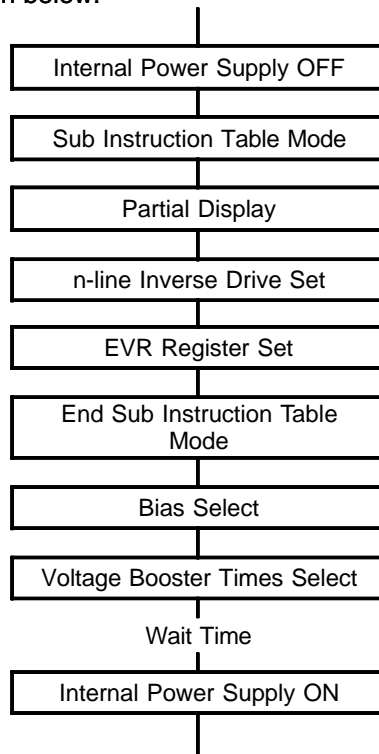 Internal Power Supply OFF
Sub Instruction Table Mode
Partial Display
n-line Inverse Drive Set
EVR Register Set
End Sub Instruction Table
Mode
Bias Select
Voltage Booster Times Select
Wait Time
Internal Power Supply ON